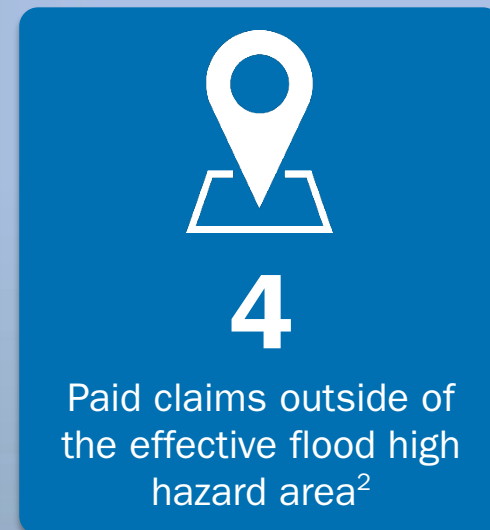 4
Paid claims outside of
the effective flood high
hazard area²